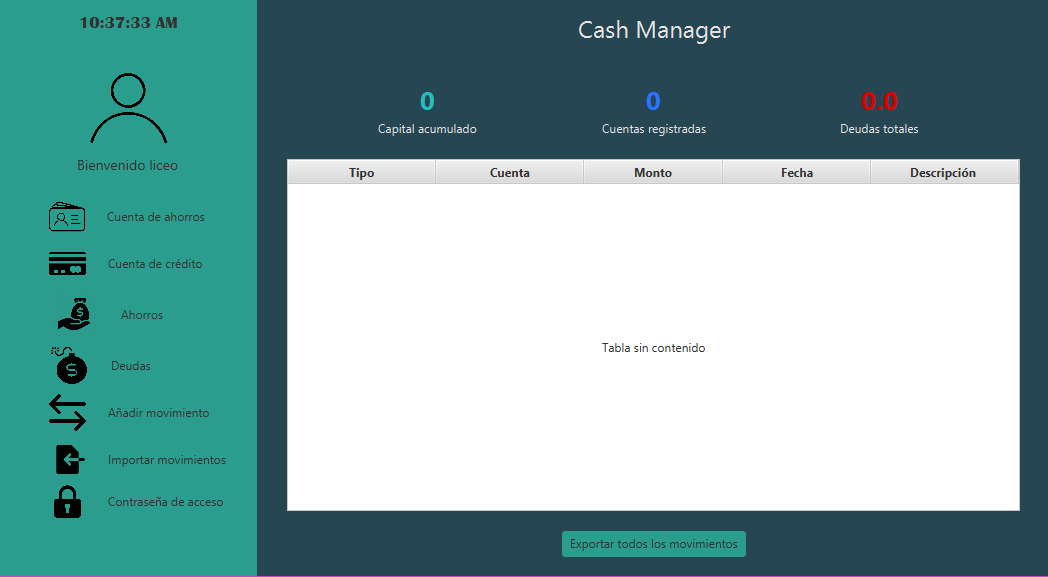 10:37:33 AM
Bienvenido liceo
Cuenta de ahorros
Cuenta de crédito
Ahorros
Deudas
Añadir movimiento
Importar movimientos
Contraseña de acceso
Cash Manager
0 0 0.0
Capital acumulado Cuentas registradas Deudas totales
Tipo Cuenta Monto Fecha Descripción
Tabla sin contenido
Exportar todos los movimientos